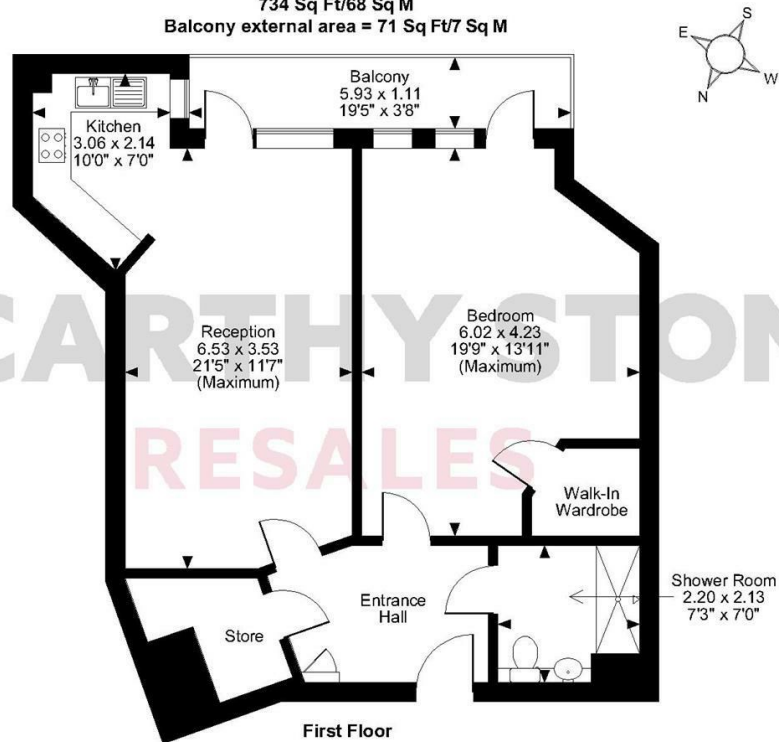 734 Sq Ft/68 Sq M
Balcony external area = 71 Sq Ft/7 Sq M
S
E
W
N
Balcony
5.93 x 1.11
19'5" x 3'8"
Kitchen
3.06 x 2.14
10'0" x 7'0"
Reception
6.53 x 3.53
21'5" x 11'7"
(Maximum)
Bedroom
6.02 x 4.23
19'9" x 13'11"
(Maximum)
CARTHY STON
RESALES
Walk-In
Wardrobe
Shower Room
2.20 x 2.13
7'3" x 7'0"
Entrance
Hall
Store
First Floor